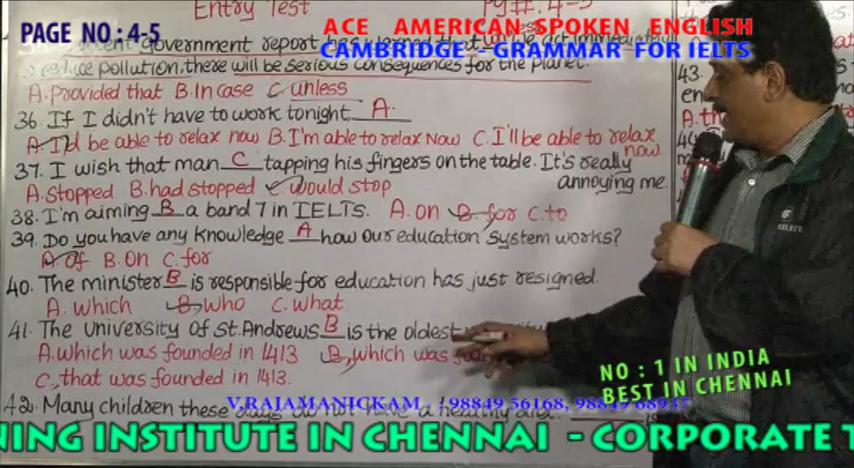 Entry Test
Pg#. 4-5
PAGE NO : 4-5
ACE AMERICAN SPOKEN ENGLISH
CAMBRIDGE GRAMMAR FOR IELTS
government report
act immediately
reduce pollution, there will be serious consequences for the planet.
A. Provided that B. In case C. unless
36. If I didn't have to work tonight A.
A. I'd be able to relax now B. I'm able to relax now C. I'll be able to relax now
37. I wish that man C tapping his fingers on the table. It's really annoying me.
A. Stopped B. had stopped C. would stop
38. I'm aiming B a band 7 in IELTS. A. on B. for C. to
39. Do you have any knowledge A how our education system works?
A. Of B. On C. for
40. The minister B is responsible for education has just resigned.
A. which B. who C. what
41. The University of St. Andrews B is the oldest
A. which was founded in 1413 B, which was
C, that was founded in 1413.
42. Many children these days do not have a healthy
43.
V.RAJAMANICKAM
NO : 1 IN INDIA
BEST IN CHENNAI
NING INSTITUTE IN CHENNAI - CORPORATE T